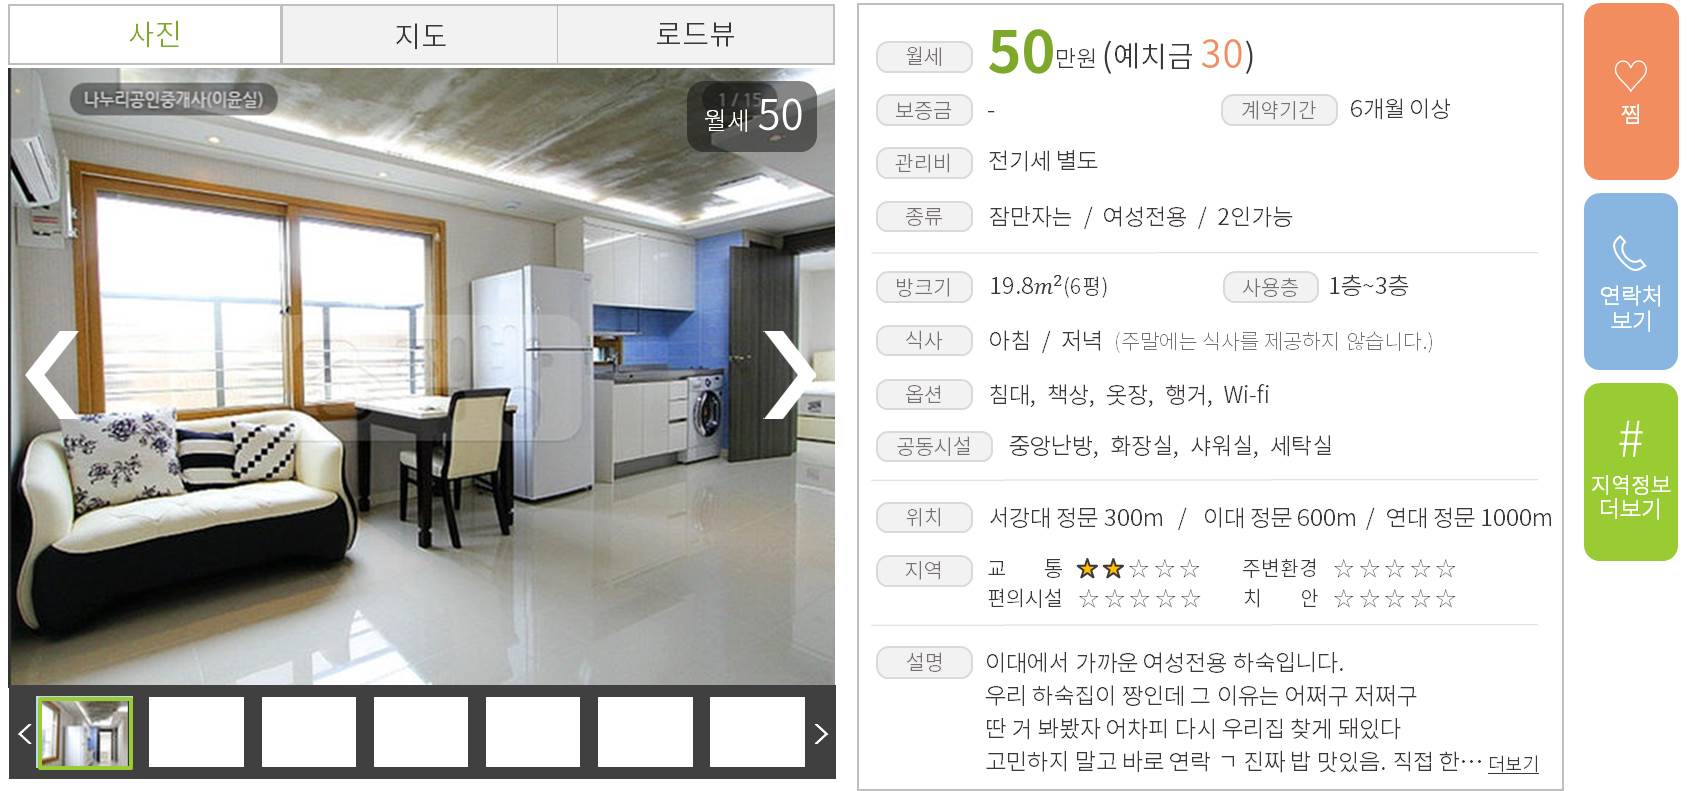 사진
지도
로드뷰
나누리공인중개사(이윤실)
1 / 15
월세 50
월세 50만원 (예치금 30)
보증금 -
계약기간 6개월 이상
관리비 전기세 별도
종류 잠만자는 / 여성전용 / 2인가능
방크기 19.8m²(6평)
사용층 1층~3층
식사 아침 / 저녁 (주말에는 식사를 제공하지 않습니다.)
옵션 침대, 책상, 옷장, 행거, Wi-fi
공동시설 중앙난방, 화장실, 샤워실, 세탁실
위치 서강대 정문 300m / 이대 정문 600m / 연대 정문 1000m
지역 교 통 ★★☆☆☆ 주변환경 ☆☆☆☆☆
편의시설 ☆☆☆☆☆ 치 안 ☆☆☆☆☆
설명 이대에서 가까운 여성전용 하숙입니다.
우리 하숙집이 짱인데 그 이유는 어쩌구 저쩌구
딴 거 봐봤자 어차피 다시 우리집 찾게 돼있다
고민하지 말고 바로 연락 ㄱ 진짜 밥 맛있음. 직접 한… 더보기
♡
찜
연락처
보기
#
지역정보
더보기